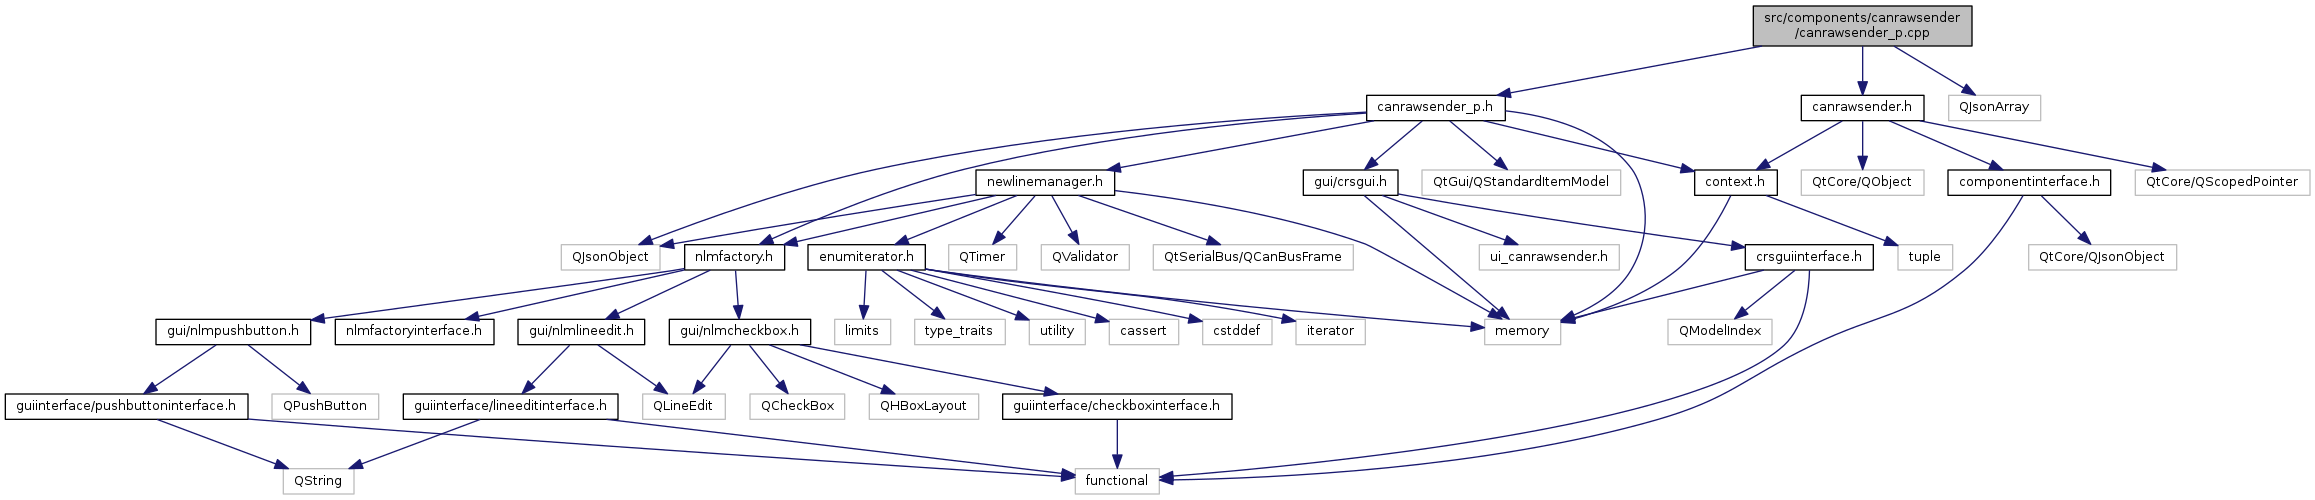 src/components/canrawsender
/canrawsender_p.cpp
canrawsender_p.h
canrawsender.h
QJsonArray
newlinemanager.h
gui/crsgui.h
QtGui/QStandardItemModel
context.h
QtCore/QObject
componentinterface.h
QtCore/QScopedPointer
QJsonObject
nlmfactory.h
enumiterator.h
QTimer
QValidator
QtSerialBus/QCanBusFrame
ui_canrawsender.h
crsguiinterface.h
tuple
QtCore/QJsonObject
gui/nlmpushbutton.h
nlmfactoryinterface.h
gui/nlmlineedit.h
gui/nlmcheckbox.h
limits
type_traits
utility
cassert
cstddef
iterator
memory
QModelIndex
guiinterface/pushbuttoninterface.h
QPushButton
guiinterface/lineeditinterface.h
QLineEdit
QCheckBox
QHBoxLayout
guiinterface/checkboxinterface.h
QString
functional